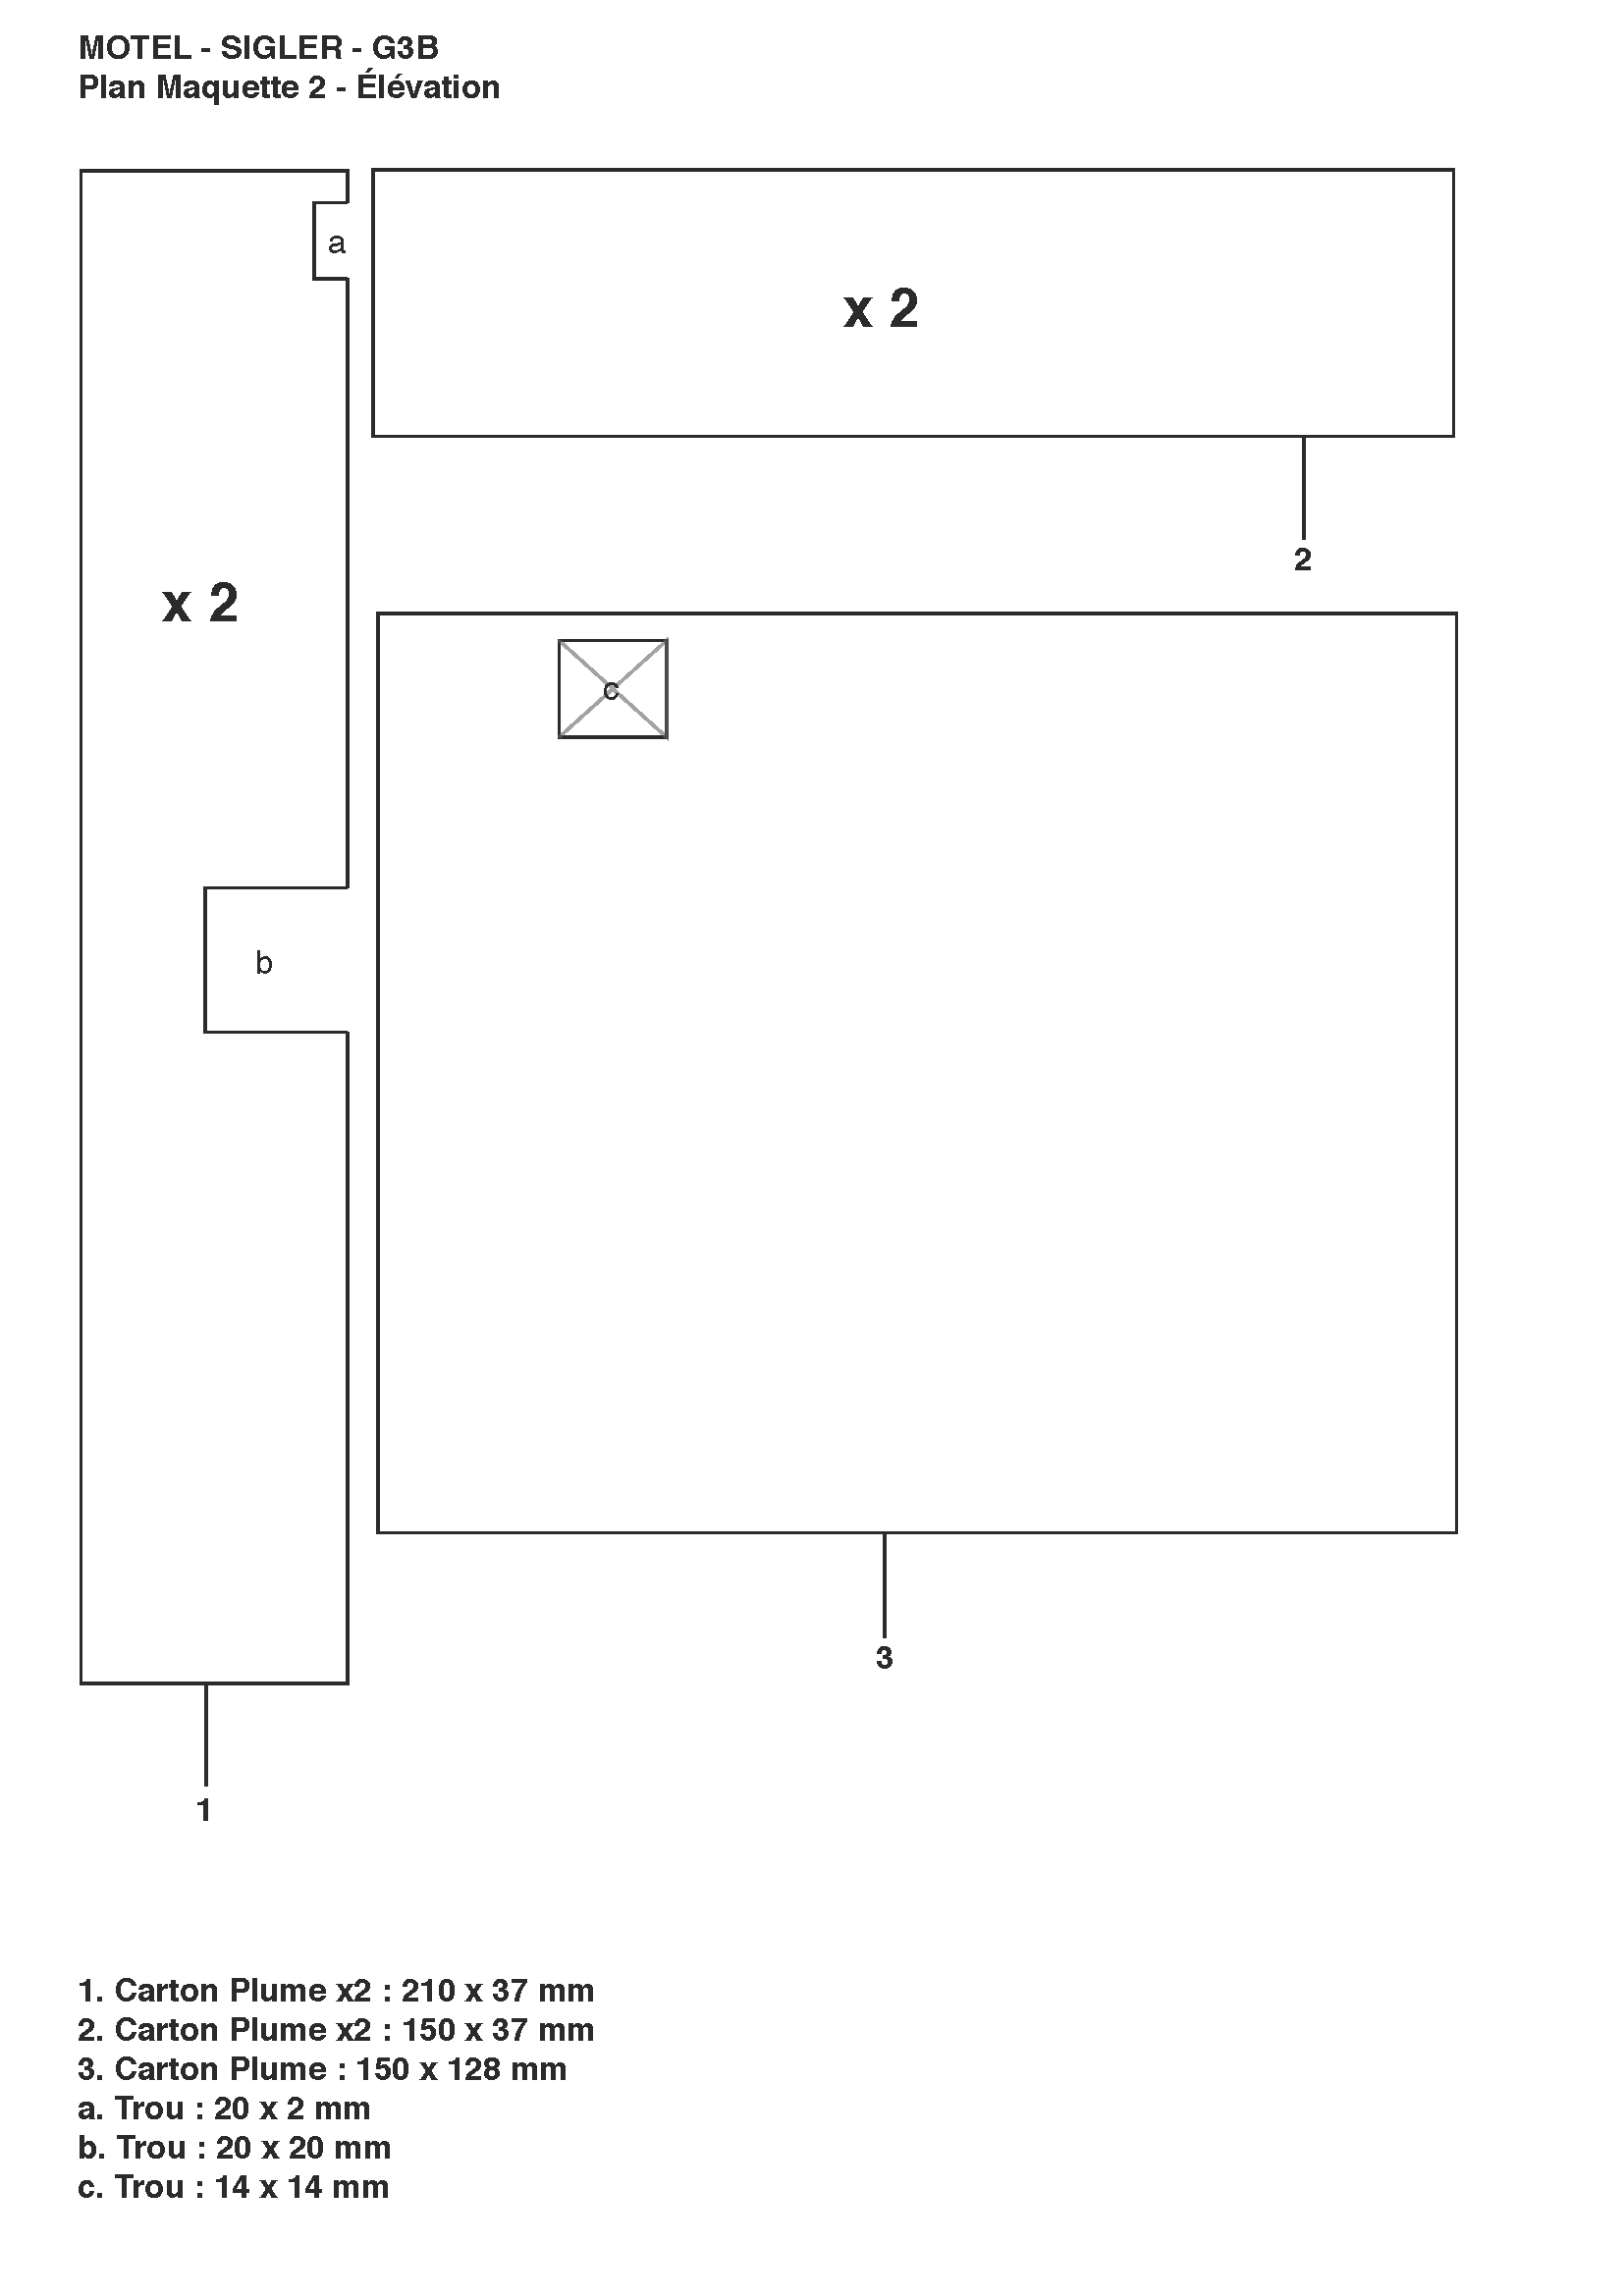 MOTEL - SIGLER - G3B
Plan Maquette 2 - Élévation
a
x 2
2
x 2
c
b
3
1
1. Carton Plume x2 : 210 x 37 mm
2. Carton Plume x2 : 150 x 37 mm
3. Carton Plume : 150 x 128 mm
a. Trou : 20 x 2 mm
b. Trou : 20 x 20 mm
c. Trou : 14 x 14 mm